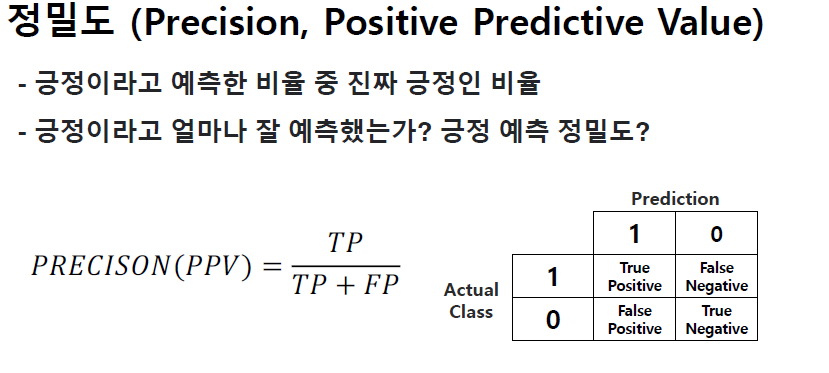 정밀도 (Precision, Positive Predictive Value)
- 긍정이라고 예측한 비율 중 진짜 긍정인 비율
- 긍정이라고 얼마나 잘 예측했는가? 긍정 예측 정밀도?
PRECISON(PPV) = TP / TP + FP
Prediction
1 0
Actual
Class
1
True
Positive
False
Negative
0
False
Positive
True
Negative